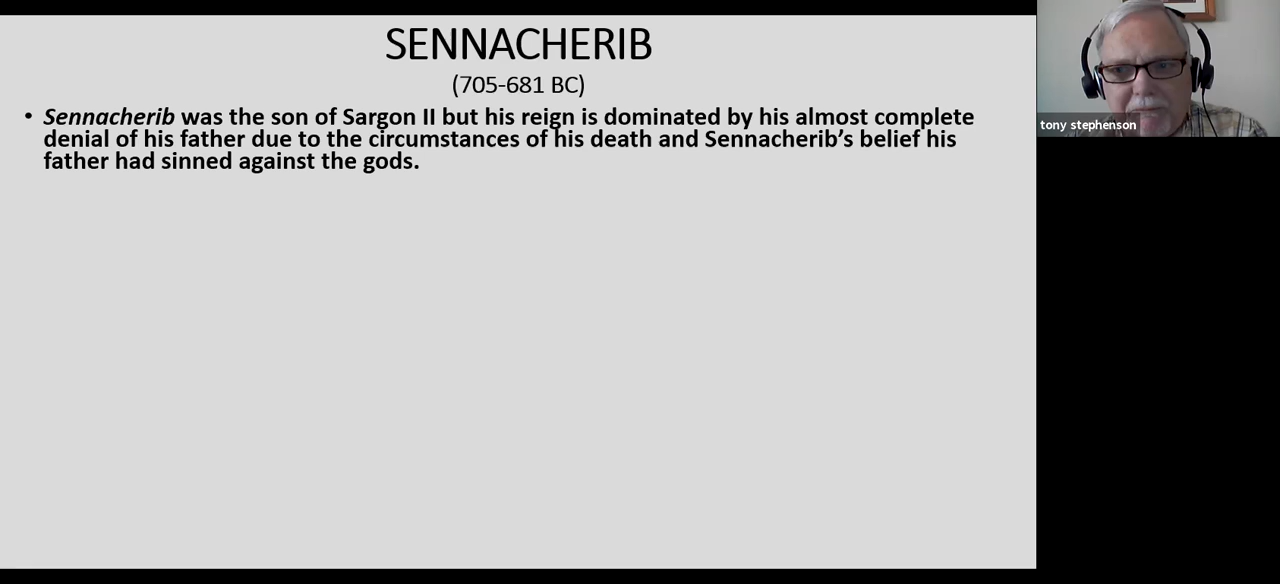 SENNACHERIB
(705-681 BC)
• Sennacherib was the son of Sargon II but his reign is dominated by his almost complete
denial of his father due to the circumstances of his death and Sennacherib’s belief his
father had sinned against the gods.
tony stephenson